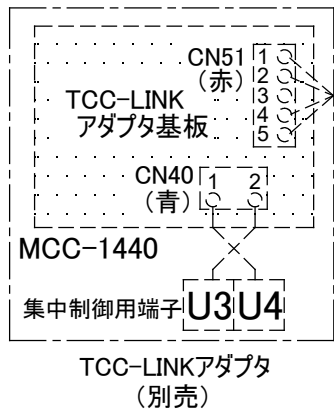 CN51
(赤)
1
2
3
4
5
TCC-LINK
アダプタ基板
CN40
(青)
1 2
MCC-1440
集中制御用端子 U3 U4
TCC-LINKアダプタ
(別売)